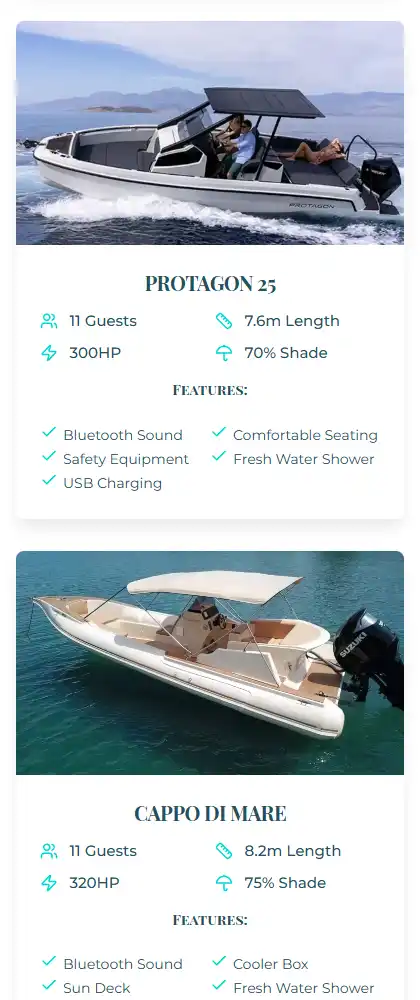 PROTAGON
PROTAGON 25
11 Guests
7.6m Length
300HP
70% Shade
FEATURES:
Bluetooth Sound
Comfortable Seating
Safety Equipment
Fresh Water Shower
USB Charging
SUZUKI
CAPPO DI MARE
11 Guests
8.2m Length
320HP
75% Shade
FEATURES:
Bluetooth Sound
Cooler Box
Sun Deck
Fresh Water Shower